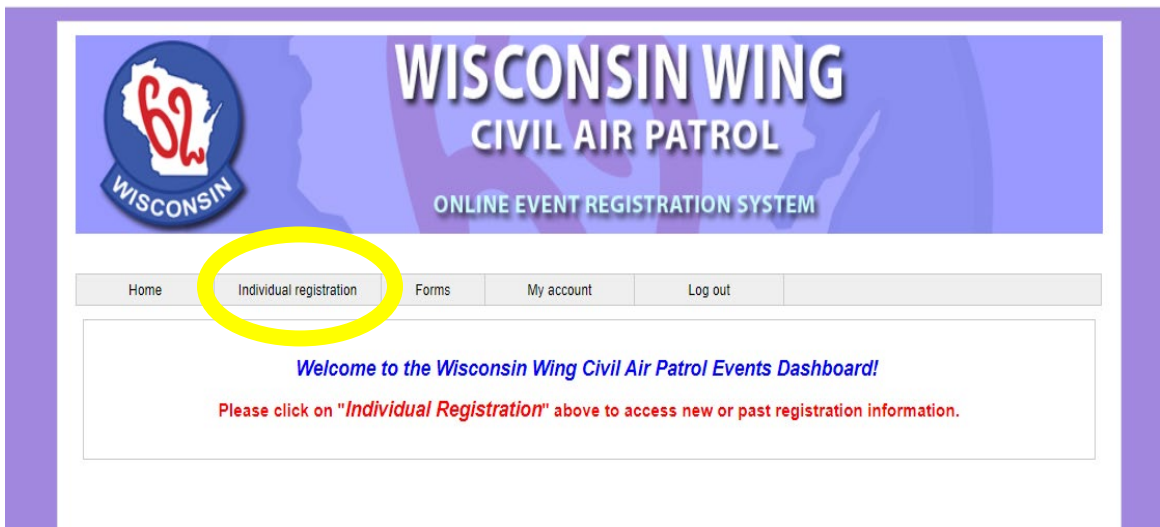 WISCONSIN WING
CIVIL AIR PATROL
ONLINE EVENT REGISTRATION SYSTEM
62
WISCONSIN
Home Individual registration Forms My account Log out
Welcome to the Wisconsin Wing Civil Air Patrol Events Dashboard!
Please click on "Individual Registration" above to access new or past registration information.